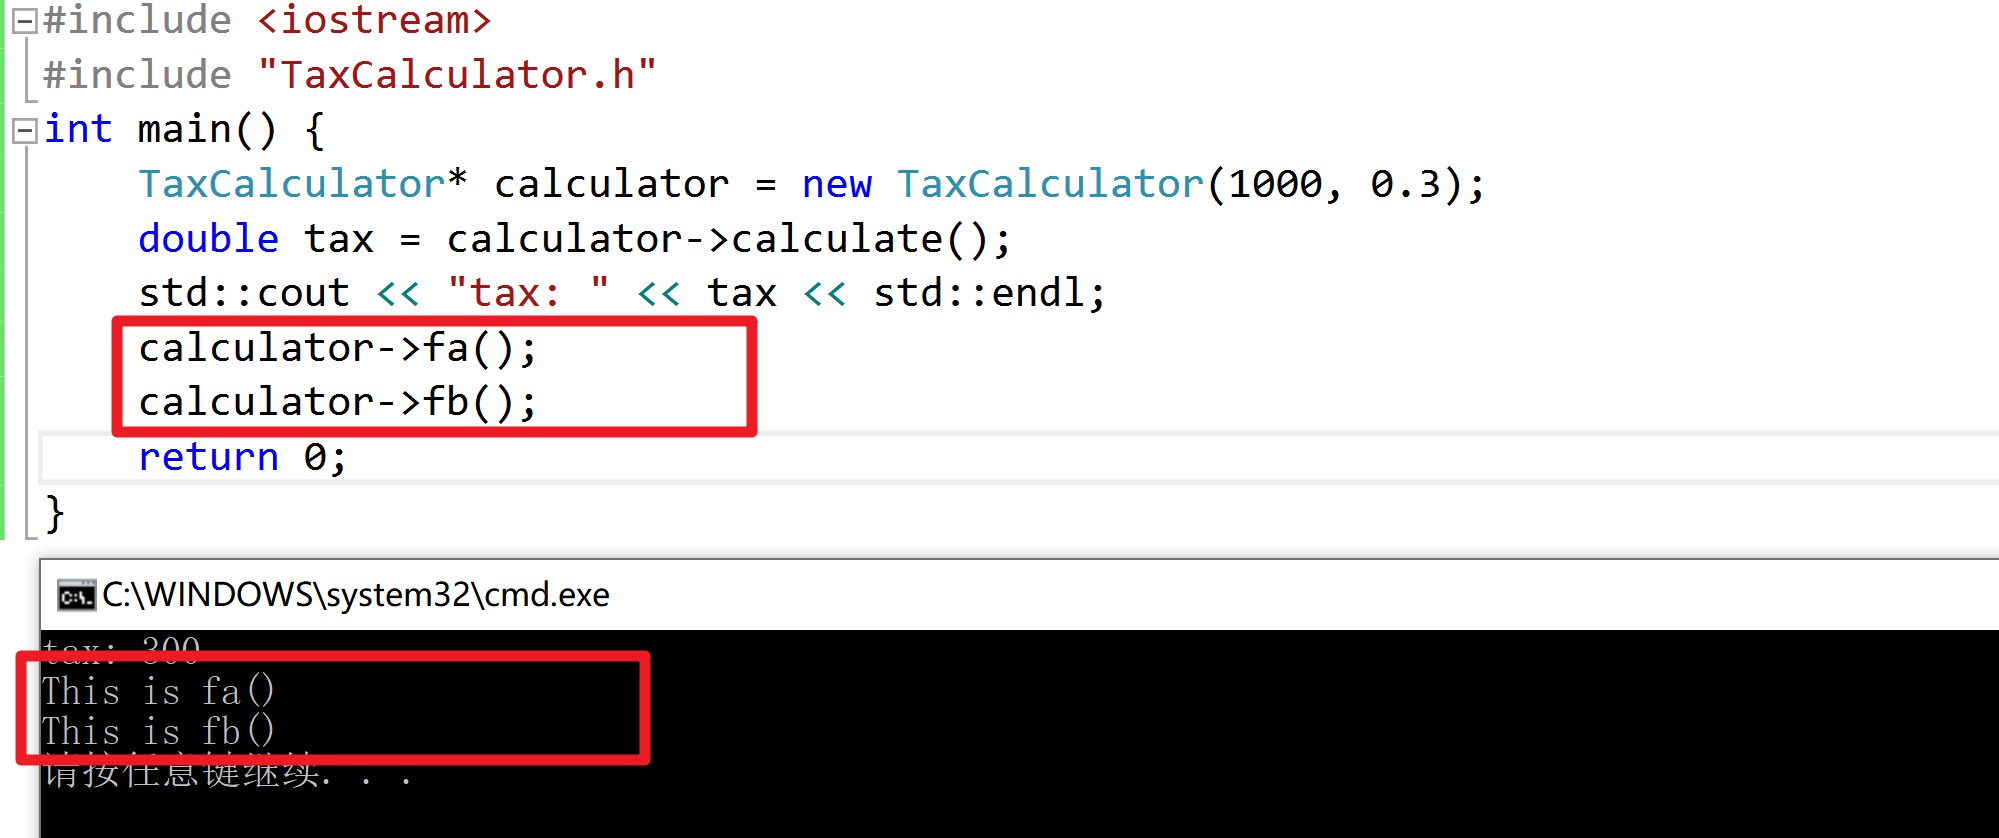 #include <iostream>
#include "TaxCalculator.h"
int main() {
TaxCalculator* calculator = new TaxCalculator(1000, 0.3);
double tax = calculator->calculate();
std::cout << "tax: " << tax << std::endl;
calculator->fa();
calculator->fb();
return 0;
}
C:\WINDOWS\system32\cmd.exe
tax: 300
This is fa()
This is fb()
请按任意键继续. . .